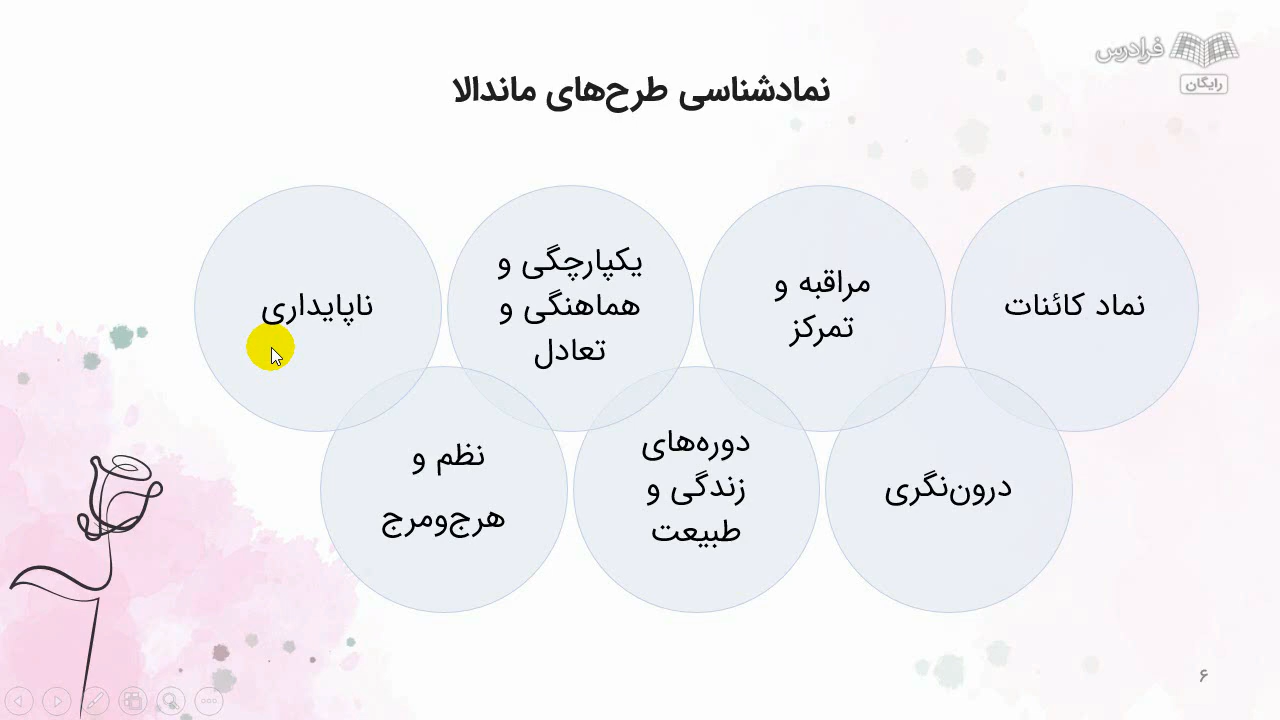 فرادرس
رایگان
نمادشناسی طرح‌های ماندالا
نماد کائنات
مراقبه و
تمرکز
یکپارچگی و
هماهنگی و
تعادل
ناپایداری
درون‌نگری
دوره‌های
زندگی و
طبیعت
نظم و
هرج‌ومرج
۶